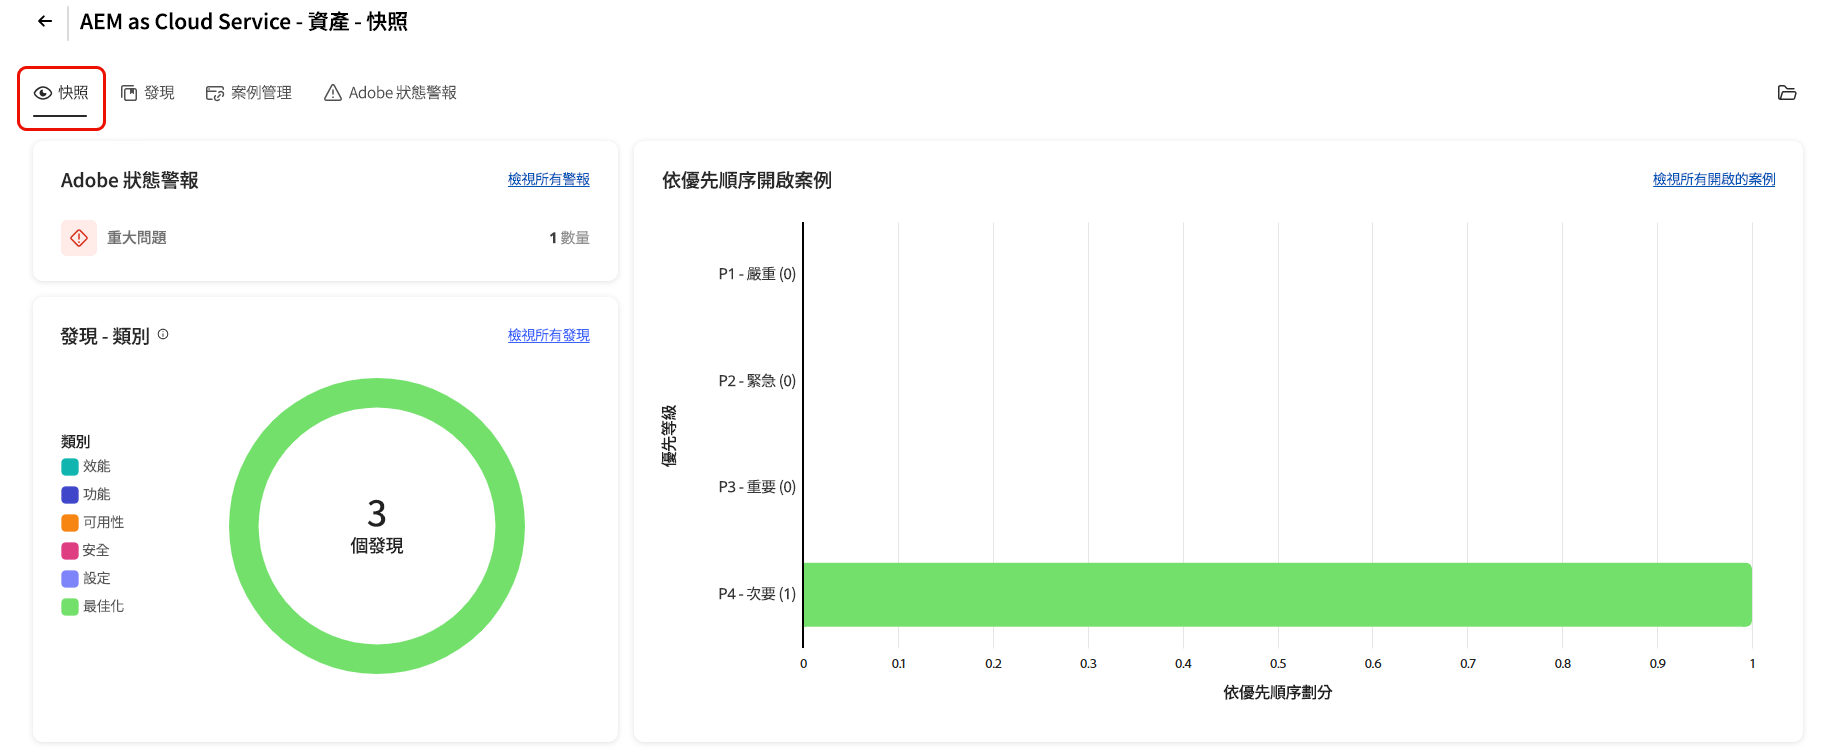 AEM as Cloud Service - 資產 - 快照
快照
發現
案例管理
Adobe 狀態警報
Adobe 狀態警報
檢視所有警報
重大問題
1 數量
發現 - 類別
檢視所有發現
類別
效能
功能
可用性
安全
設定
最佳化
3
個發現
依優先順序開啟案例
檢視所有開啟的案例
優先等級
P1 - 嚴重 (0)
P2 - 緊急 (0)
P3 - 重要 (0)
P4 - 次要 (1)
0 0.1 0.2 0.3 0.4 0.5 0.6 0.7 0.8 0.9 1
依優先順序劃分